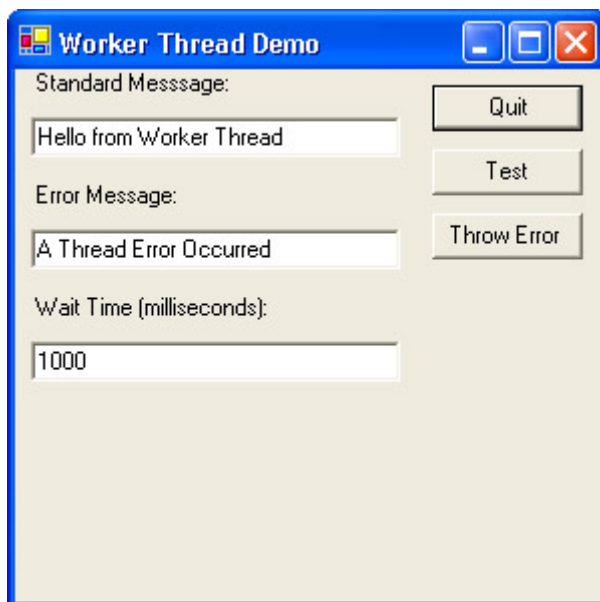 Worker Thread Demo
Standard Messsage:
Hello from Worker Thread
Error Message:
A Thread Error Occurred
Wait Time (milliseconds):
1000
Quit
Test
Throw Error